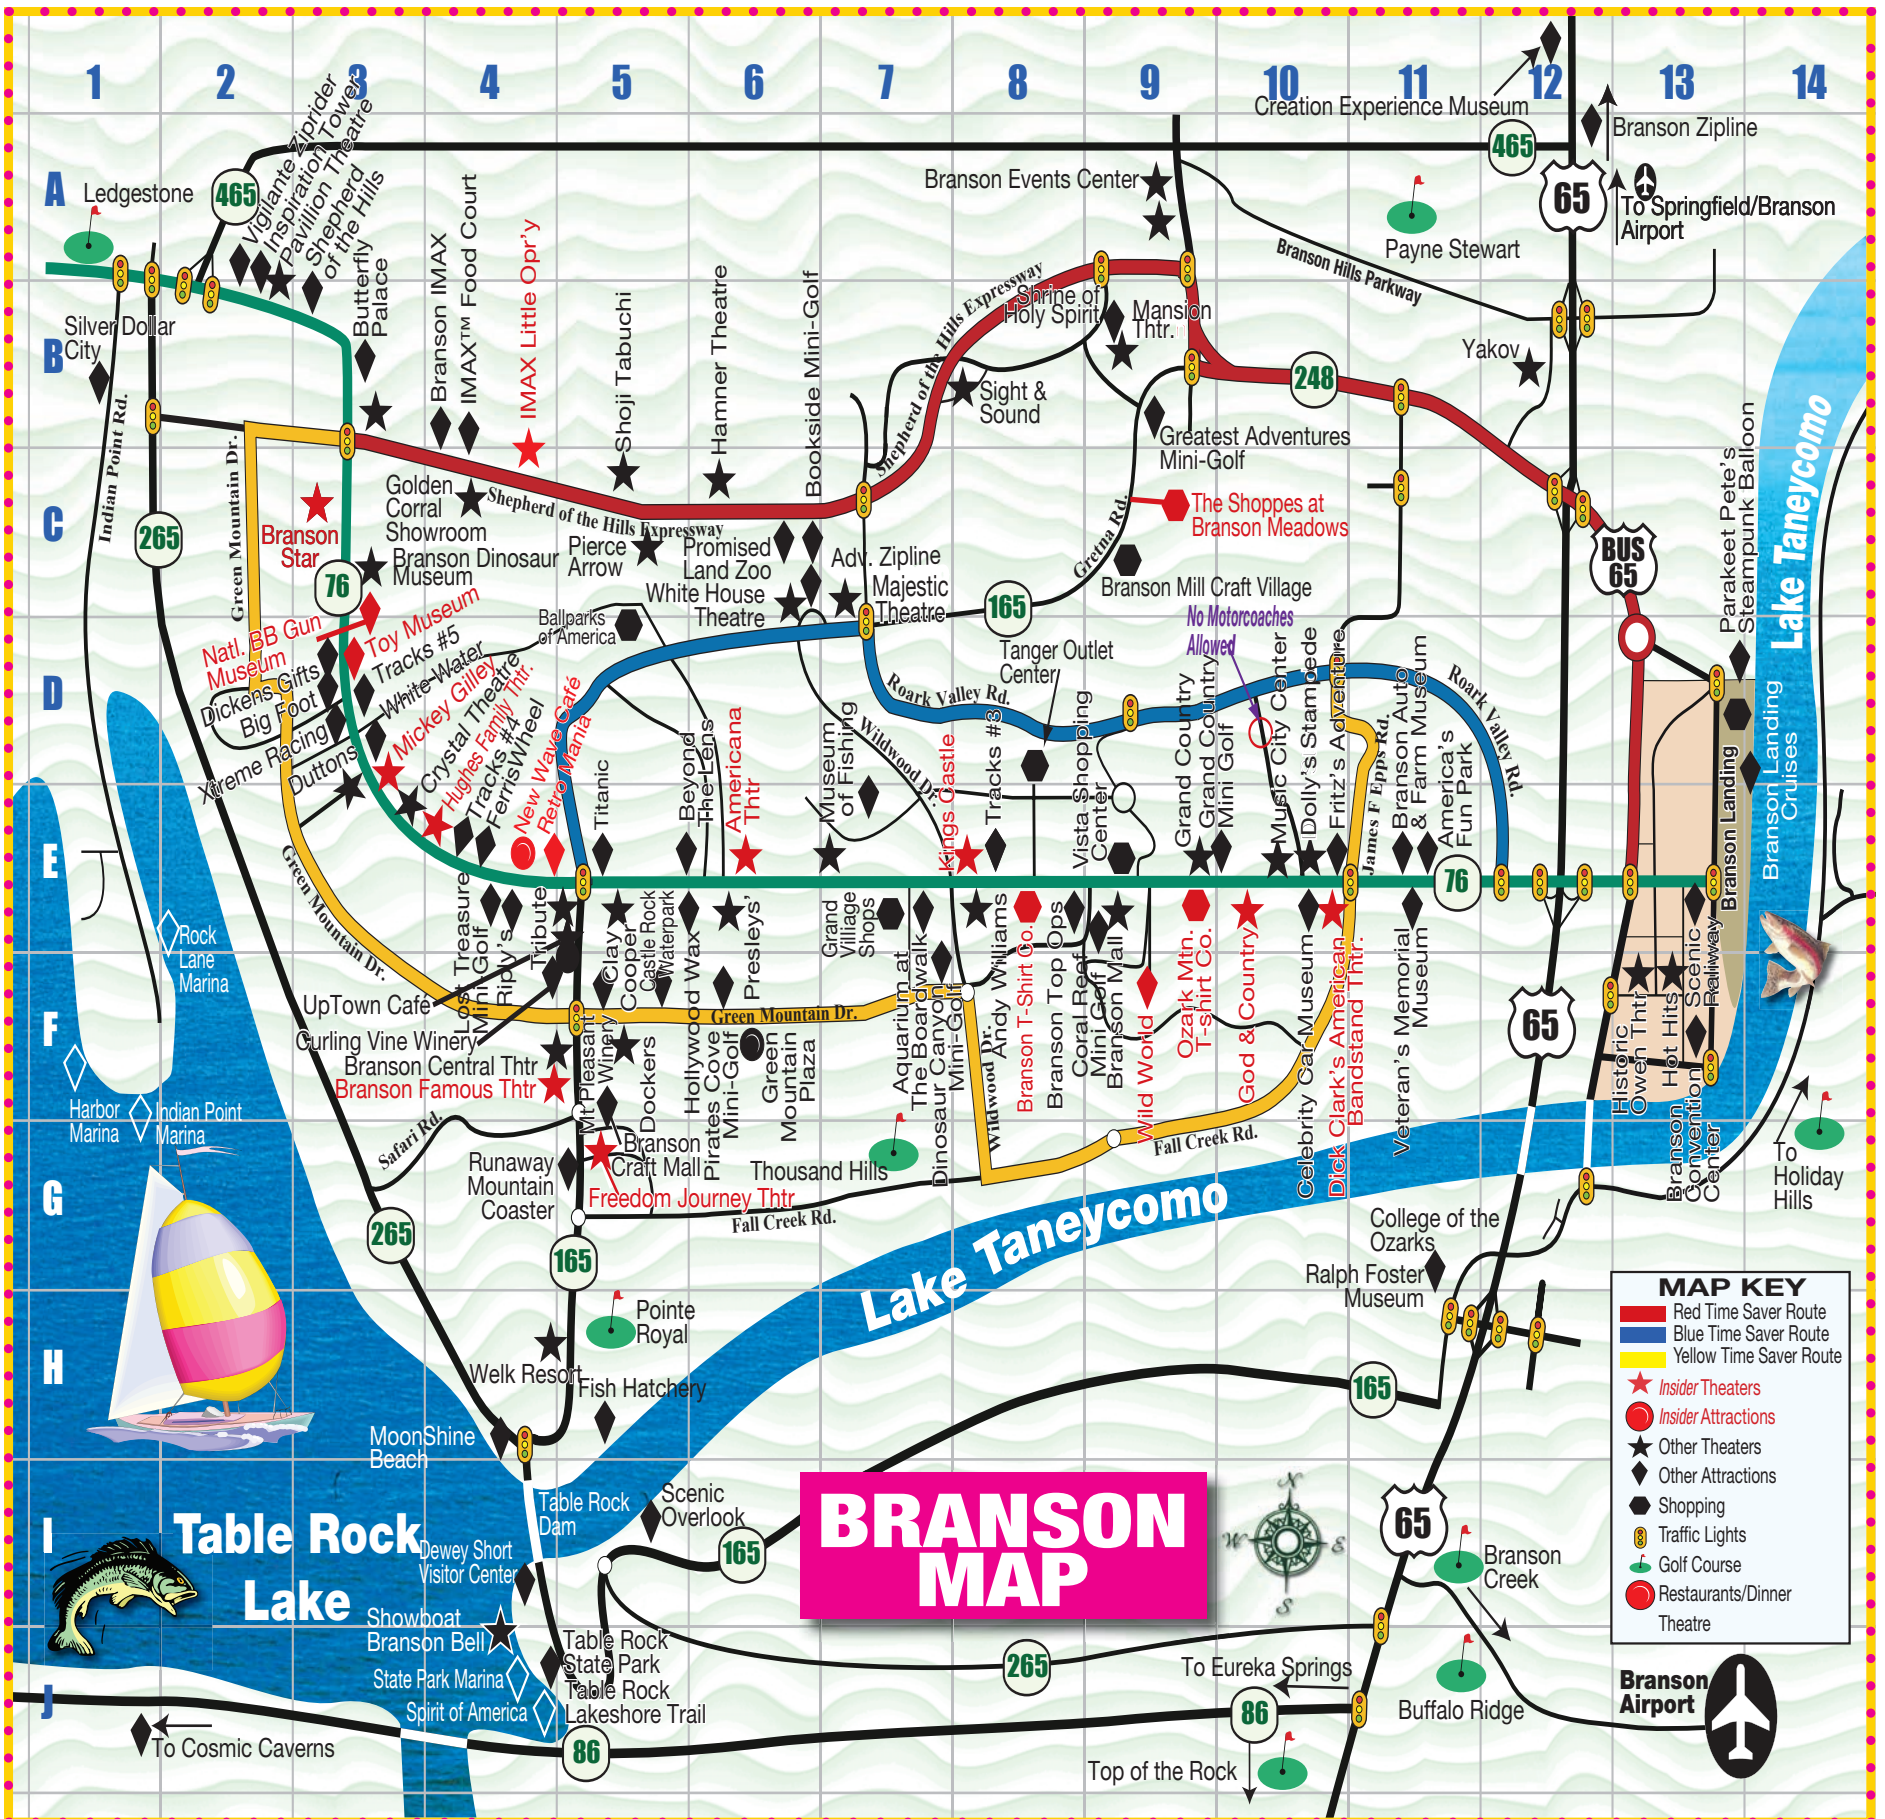 1
2
3
4
5
6
7
8
9
10
11
12
13
14
A
B
C
D
E
F
G
H
I
J
Creation Experience Museum
Branson Zipline
465
465
65
To Springfield/Branson
Airport
Ledgestone
Vigilante Ziprider
Inspiration Tower
Pavillion Theatre
Shepherd
of the Hills
Butterfly
Palace
Branson IMAX
IMAX™ Food Court
IMAX Little Opr'y
Shoji Tabuchi
Hamner Theatre
Bookside Mini-Golf
Branson Events Center
Payne Stewart
Branson Hills Parkway
Shepherd of the Hills Expressway
Shrine of
Holy Spirit
Mansion
Thtr.
Yakov
248
Silver Dollar
City
Indian Point Rd.
Green Mountain Dr.
Sight &
Sound
Greatest Adventures
Mini-Golf
The Shoppes at
Branson Meadows
Gretna Rd.
Branson Mill Craft Village
No Motorcoaches
Allowed
Parakeet Pete's
Steampunk Balloon
Lake Taneycomo
BUS
65
265
76
Branson
Star
Golden
Corral
Showroom
Shepherd of the Hills Expressway
Branson Dinosaur
Museum
Pierce
Arrow
Promised
Land Zoo
White House
Theatre
Adv. Zipline
Majestic
Theatre
165
Ballparks
of America
Natl. BB Gun
Museum
Toy Museum
Tracks #5
White-Water
Dickens Gifts
Big Foot
Xtreme Racing
Duttons
Mickey Gilley
Crystal Theatre
Hughes Family Thtr.
Tracks #4
FerrisWheel
New Wave Café
Retro Mania
Titanic
Beyond
The Lens
Americana
Thtr
Museum
of Fishing
Wildwood Dr.
Roark Valley Rd.
Kings Castle
Tracks #3
Tanger Outlet
Center
Vista Shopping
Center
Grand Country
Grand Country
Mini Golf
Music City Center
Dolly's Stampede
Fritz's Adventure
James F Epps Rd.
Branson Auto
& Farm Museum
America's
Fun Park
Roark Valley Rd.
76
Branson Landing
Branson Landing
Cruises
Green Mountain Dr.
Rock
Lane
Marina
Harbor
Marina
Indian Point
Marina
Lost Treasure
Mini-Golf
Riply's
Tribute
Clay
Cooper
Castle Rock
Waterpark
Hollywood Wax
Presleys'
Grand
Village
Shops
Aquarium at
The Boardwalk
Dinosaur Canyon
Mini-Golf
Andy Williams
Branson T-Shirt Co.
Branson Top Ops
Coral Reef
Mini Golf
Branson Mall
Wild World
Ozark Mtn.
T-shirt Co.
God & Country
Celebrity Car Museum
Dick Clark's American
Bandstand Thtr.
Veteran's Memorial
Museum
65
Historic
Owen Thtr
Hot Hits
Scenic
Railway
Branson
Convention
Center
UpTown Cafe
Curling Vine Winery
Branson Central Thtr
Branson Famous Thtr
Mt Pleasant
Winery
Dockers
Pirates Cove
Mini-Golf
Green
Mountain
Plaza
Green Mountain Dr.
Wildwood Dr.
Fall Creek Rd.
Safari Rd.
Branson
Craft Mall
Runaway
Mountain
Coaster
Freedom Journey Thtr
Thousand Hills
Fall Creek Rd.
265
165
Lake Taneycomo
To
Holiday
Hills
College of the
Ozarks
Ralph Foster
Museum
Pointe
Royal
Welk Resort
Fish Hatchery
MoonShine
Beach
165
65
MAP KEY
Red Time Saver Route
Blue Time Saver Route
Yellow Time Saver Route
Insider Theaters
Insider Attractions
Other Theaters
Other Attractions
Shopping
Traffic Lights
Golf Course
Restaurants/Dinner
Theatre
Table Rock
Lake
Table Rock
Dam
Scenic
Overlook
165
BRANSON
MAP
N
W
E
S
Dewey Short
Visitor Center
Showboat
Branson Bell
State Park Marina
Spirit of America
Table Rock
State Park
Table Rock
Lakeshore Trail
265
Branson
Creek
To Eureka Springs
86
Buffalo Ridge
Branson
Airport
To Cosmic Caverns
86
Top of the Rock